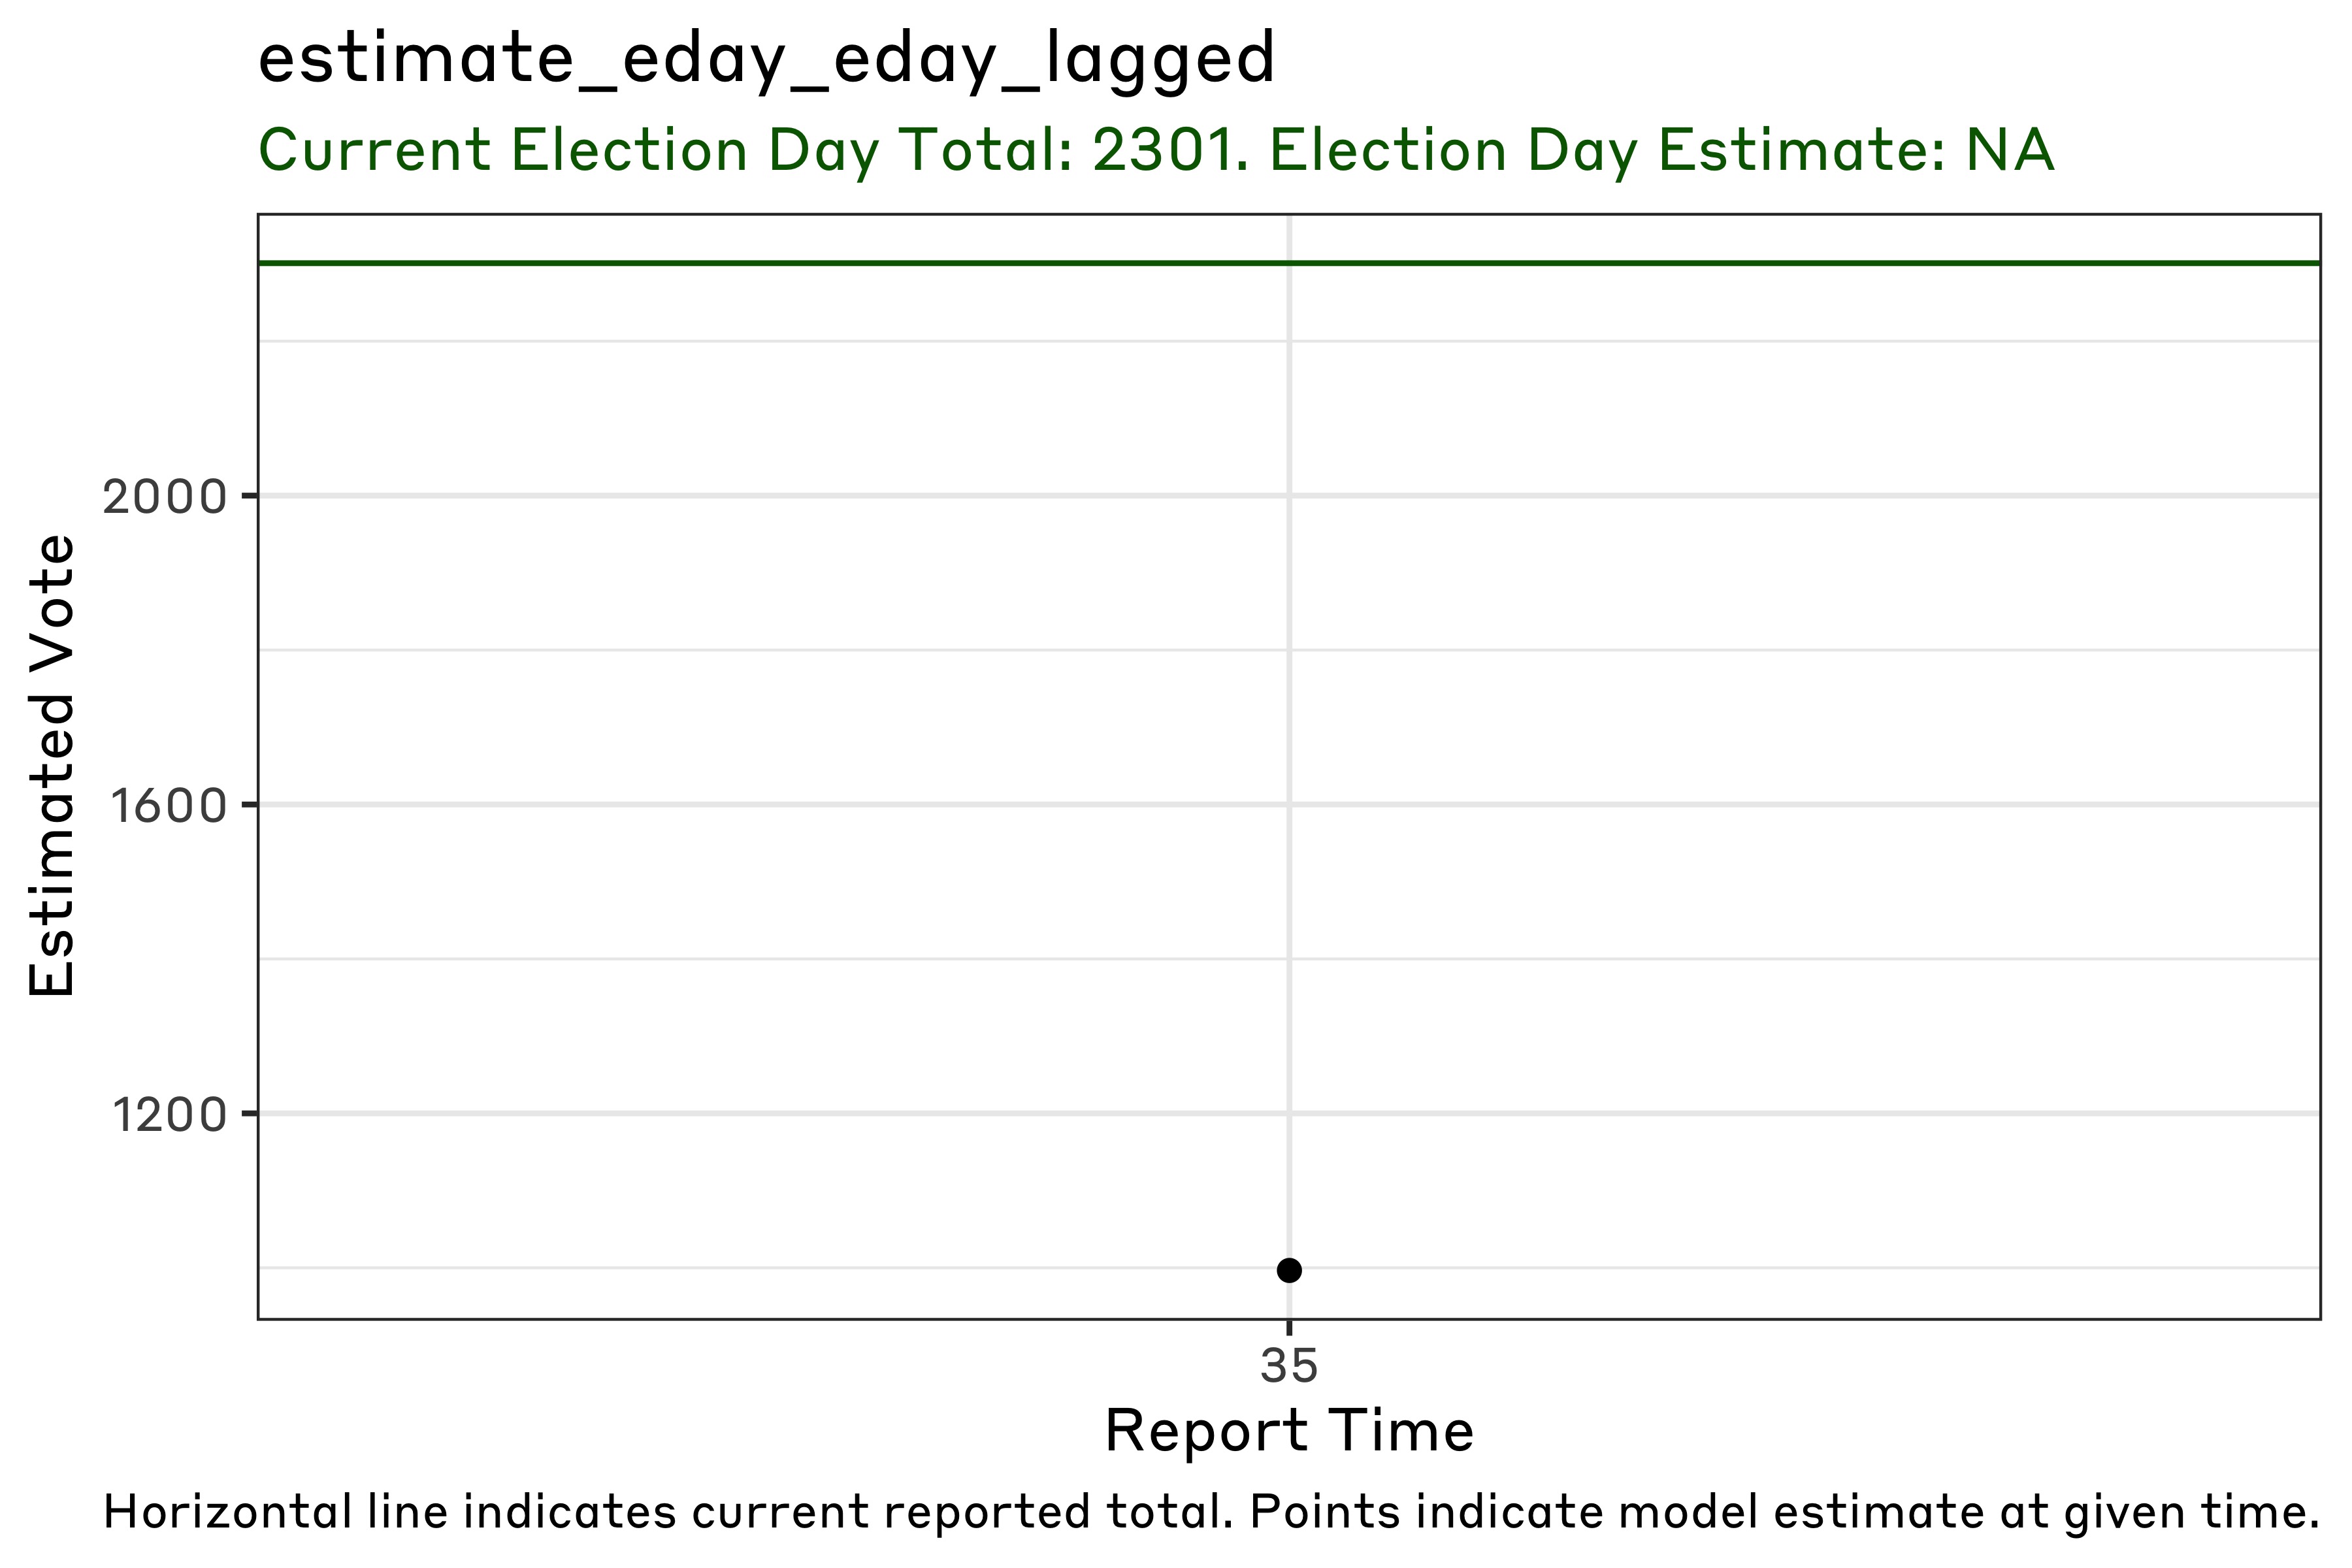 estimate_eday_eday_lagged
Current Election Day Total: 2301. Election Day Estimate: NA
Estimated Vote
2000
1600
1200
35
Report Time
Horizontal line indicates current reported total. Points indicate model estimate at given time.